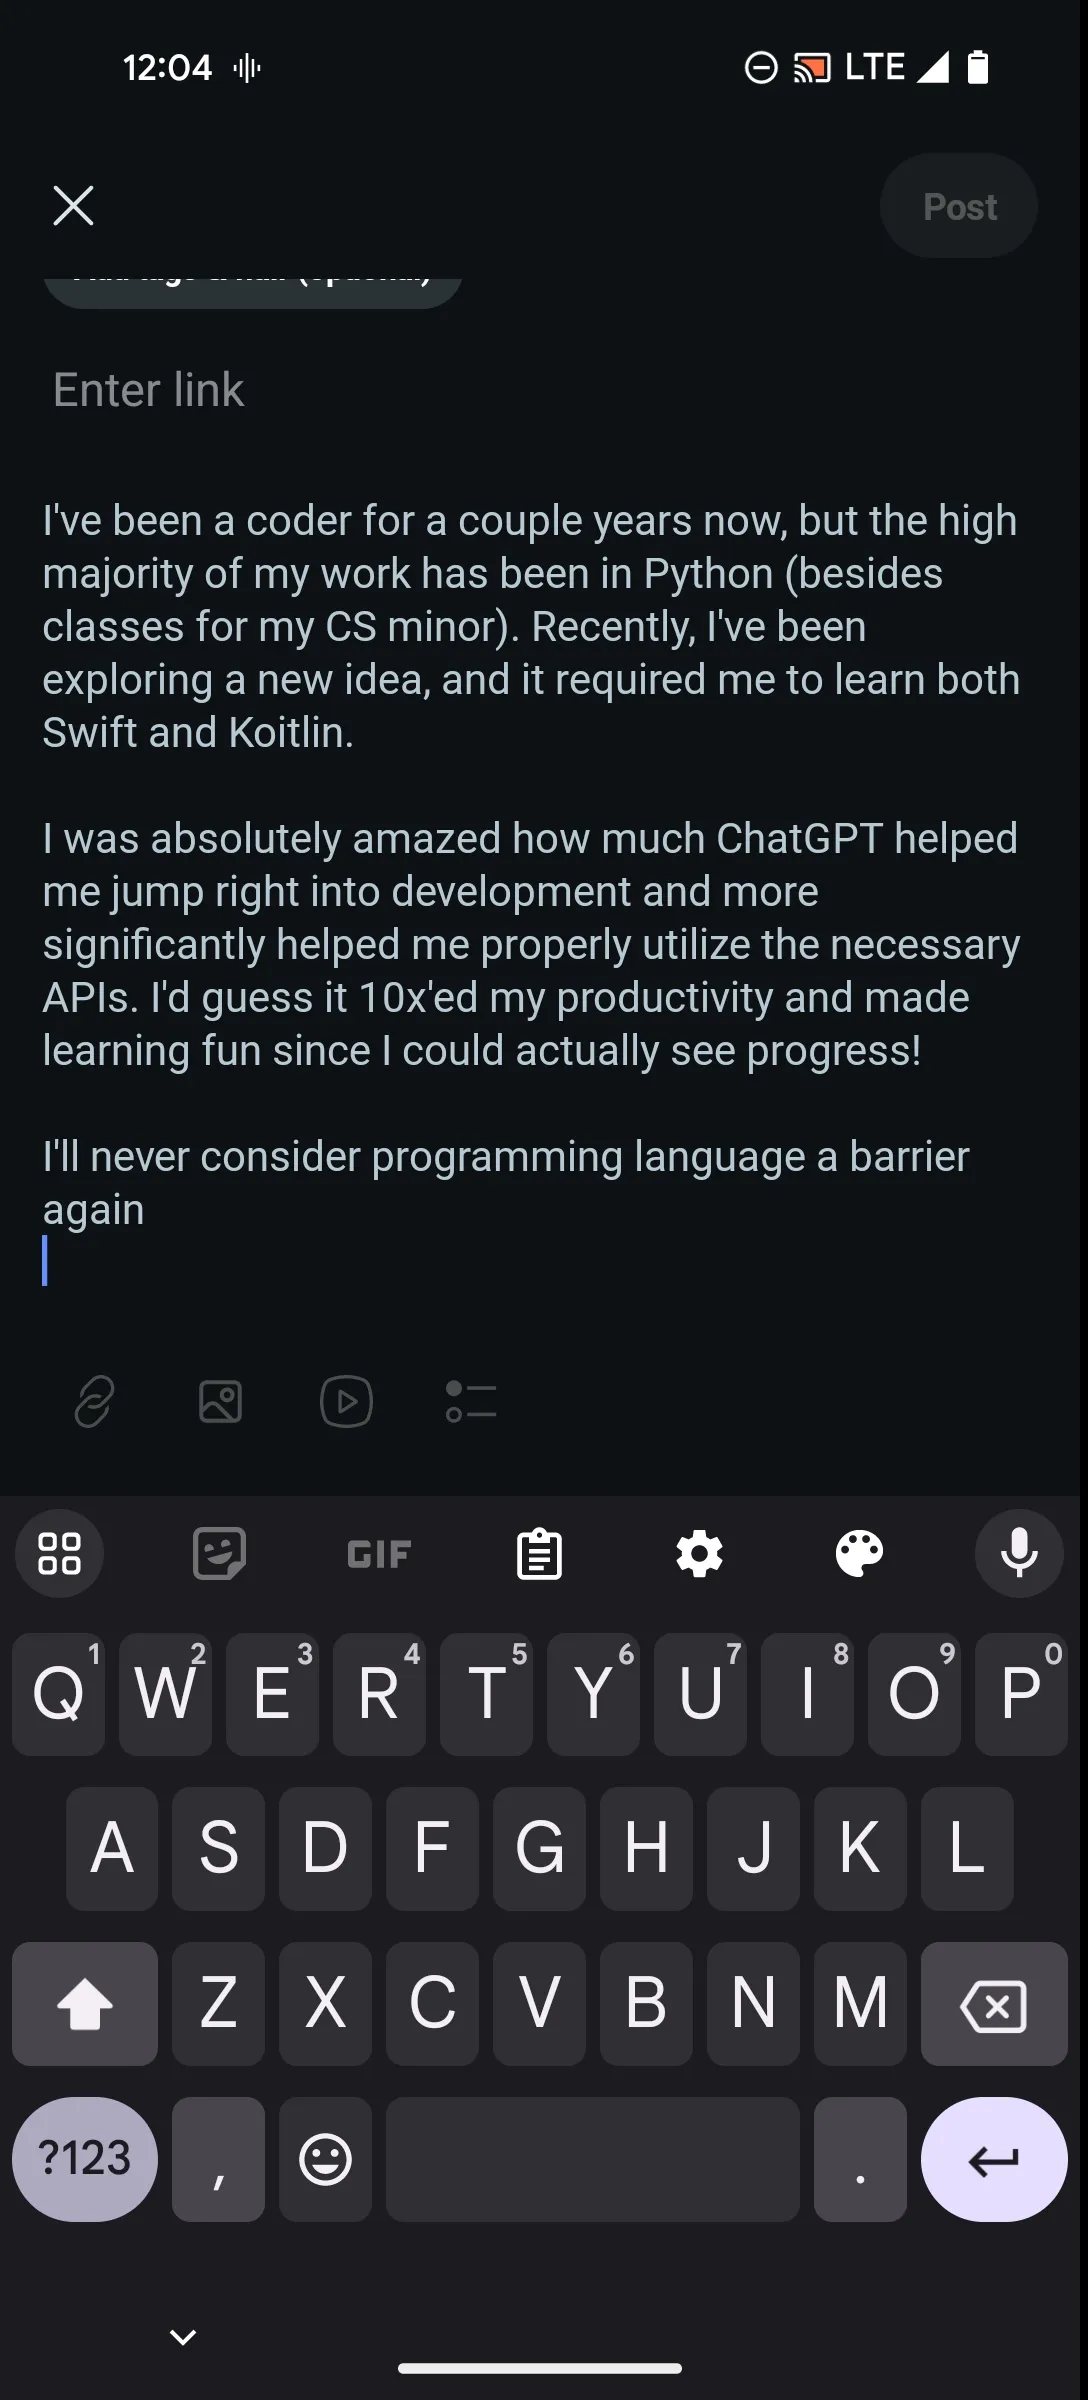 12:04 LTE
Post
Add tags & flair (optional)
Enter link
I've been a coder for a couple years now, but the high
majority of my work has been in Python (besides
classes for my CS minor). Recently, I've been
exploring a new idea, and it required me to learn both
Swift and Koitlin.
I was absolutely amazed how much ChatGPT helped
me jump right into development and more
significantly helped me properly utilize the necessary
APIs. I'd guess it 10x'ed my productivity and made
learning fun since I could actually see progress!
I'll never consider programming language a barrier
again
GIF
1 2 3 4 5 6 7 8 9 0
Q W E R T Y U I O P
A S D F G H J K L
Z X C V B N M
?123 , .